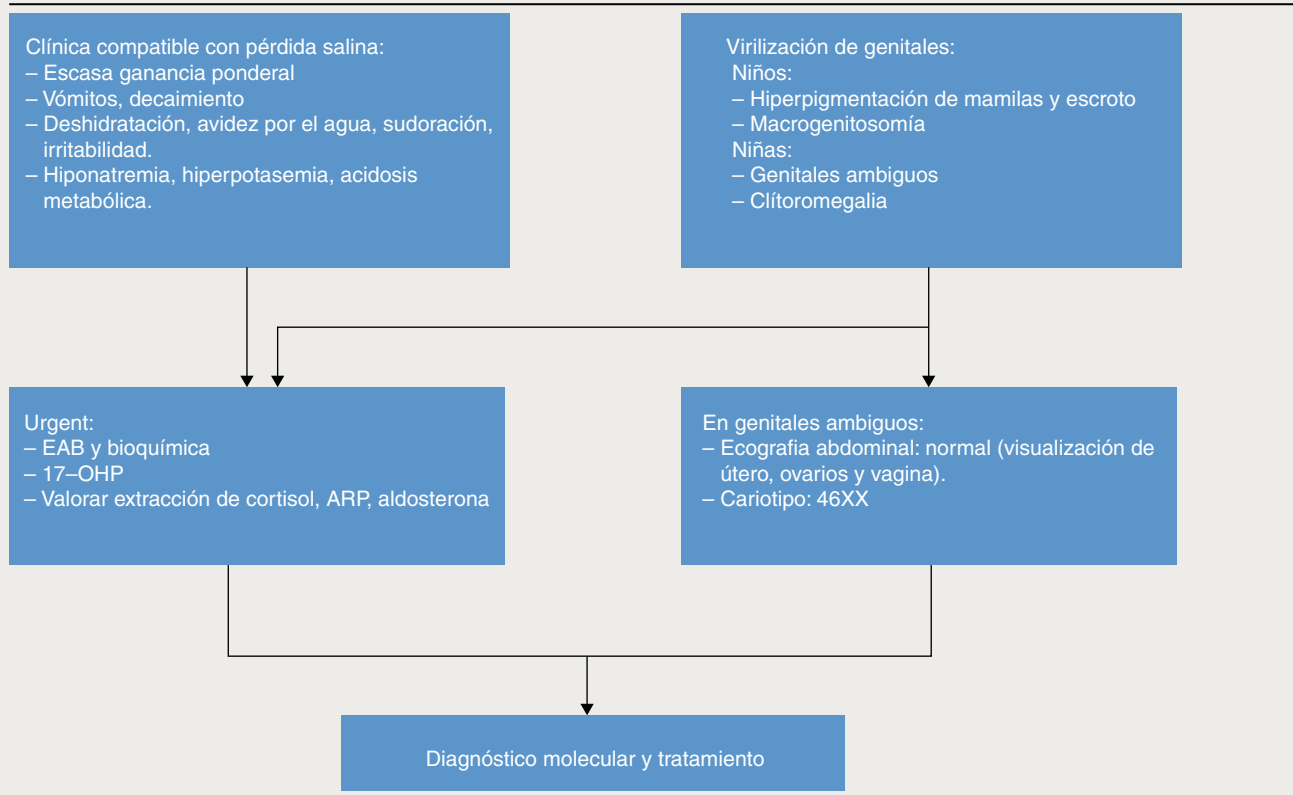 Clínica compatible con pérdida salina:
– Escasa ganancia ponderal
– Vómitos, decaimiento
– Deshidratación, avidez por el agua, sudoración,
irritabilidad.
– Hiponatremia, hiperpotasemia, acidosis
metabólica.
Virilización de genitales:
Niños:
– Hiperpigmentación de mamilas y escroto
– Macrogenitosomía
Niñas:
– Genitales ambiguos
– Clítoromegalia
Urgent:
– EAB y bioquímica
– 17–OHP
– Valorar extracción de cortisol, ARP, aldosterona
En genitales ambiguos:
– Ecografia abdominal: normal (visualización de
útero, ovarios y vagina).
– Cariotipo: 46XX
Diagnóstico molecular y tratamiento